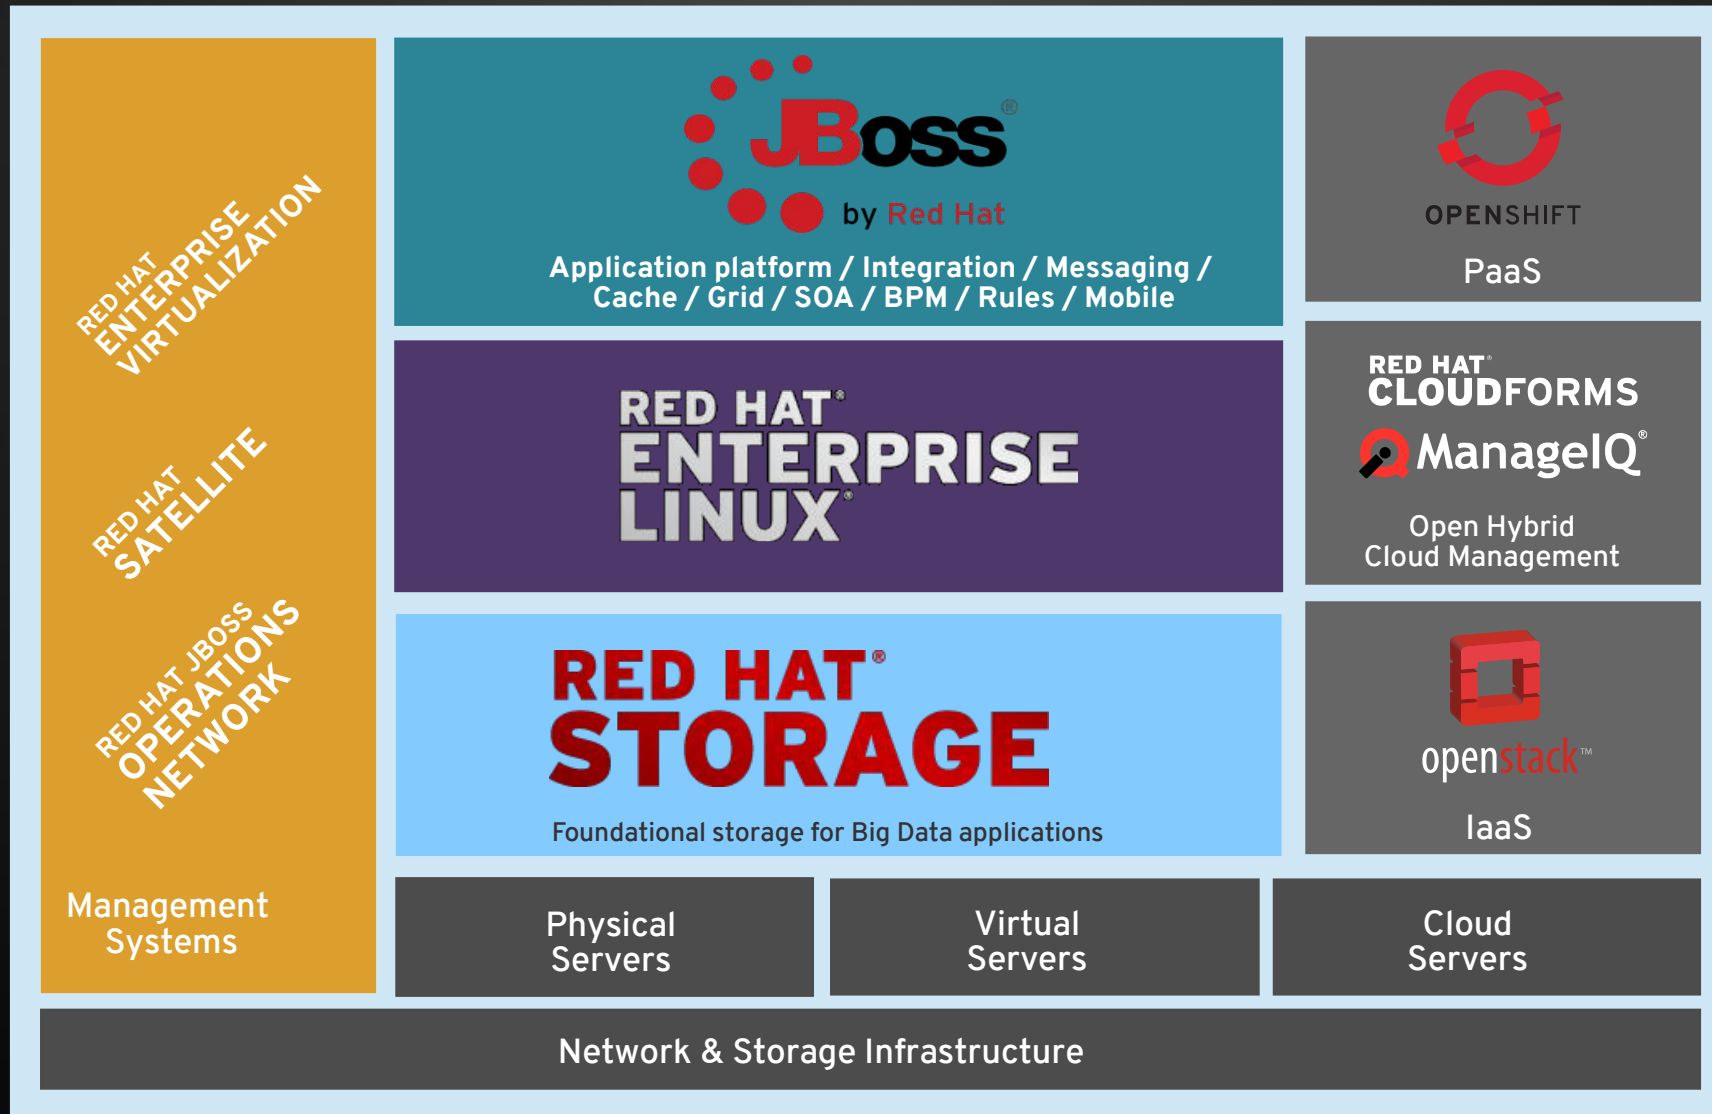 RED HAT
ENTERPRISE
VIRTUALIZATION
RED HAT
SATELLITE
RED HAT JBOSS
OPERATIONS
NETWORK
Management
Systems
JBoss®
by Red Hat
Application platform / Integration / Messaging /
Cache / Grid / SOA / BPM / Rules / Mobile
RED HAT®
ENTERPRISE
LINUX®
RED HAT®
STORAGE
Foundational storage for Big Data applications
OPENSHIFT
PaaS
RED HAT®
CLOUDFORMS
ManageIQ®
Open Hybrid
Cloud Management
openstack™
IaaS
Physical
Servers
Virtual
Servers
Cloud
Servers
Network & Storage Infrastructure